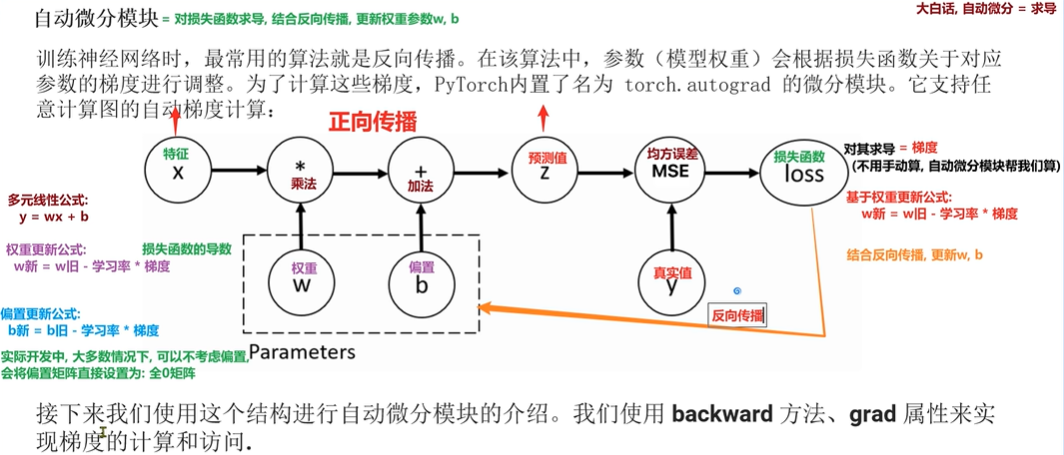 自动微分模块 = 对损失函数求导, 结合反向传播, 更新权重参数w, b
大白话, 自动微分 = 求导
训练神经网络时，最常用的算法就是反向传播。在该算法中，参数（模型权重）会根据损失函数关于对应
参数的梯度进行调整。为了计算这些梯度，PyTorch内置了名为 torch.autograd 的微分模块。它支持任
意计算图的自动梯度计算：
正向传播
特征
x
*
乘法
+
加法
预测值
z
均方误差
MSE
损失函数
loss
对其求导 = 梯度
(不用手动算, 自动微分模块帮我们算)
多元线性公式:
y = wx + b
基于权重更新公式:
w新 = w旧 - 学习率 * 梯度
权重更新公式:
损失函数的导数
w新 = w旧 - 学习率 * 梯度
结合反向传播, 更新w, b
权重
w
偏置
b
真实值
y
反向传播
偏置更新公式:
b新 = b旧 - 学习率 * 梯度
实际开发中, 大多数情况下, 可以不考虑偏置,
会将偏置矩阵直接设置为: 全0矩阵
Parameters
接下来我们使用这个结构进行自动微分模块的介绍。我们使用 backward 方法、grad 属性来实
现梯度的计算和访问.